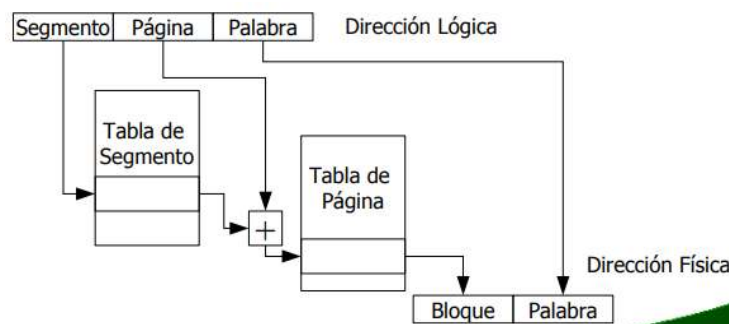 Segmento Página Palabra Dirección Lógica
Tabla de
Segmento
Tabla de
Página
+
Dirección Física
Bloque Palabra